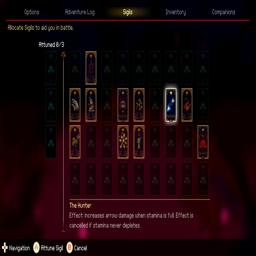 Options Adventure Log Sigils Inventory Companions
Allocate Sigils to aid you in battle.
Attuned 0/3
The Hunter
Effect: increases arrow damage when stamina is full. Effect is
cancelled if stamina never depletes.
Navigation Attune Sigil Cancel